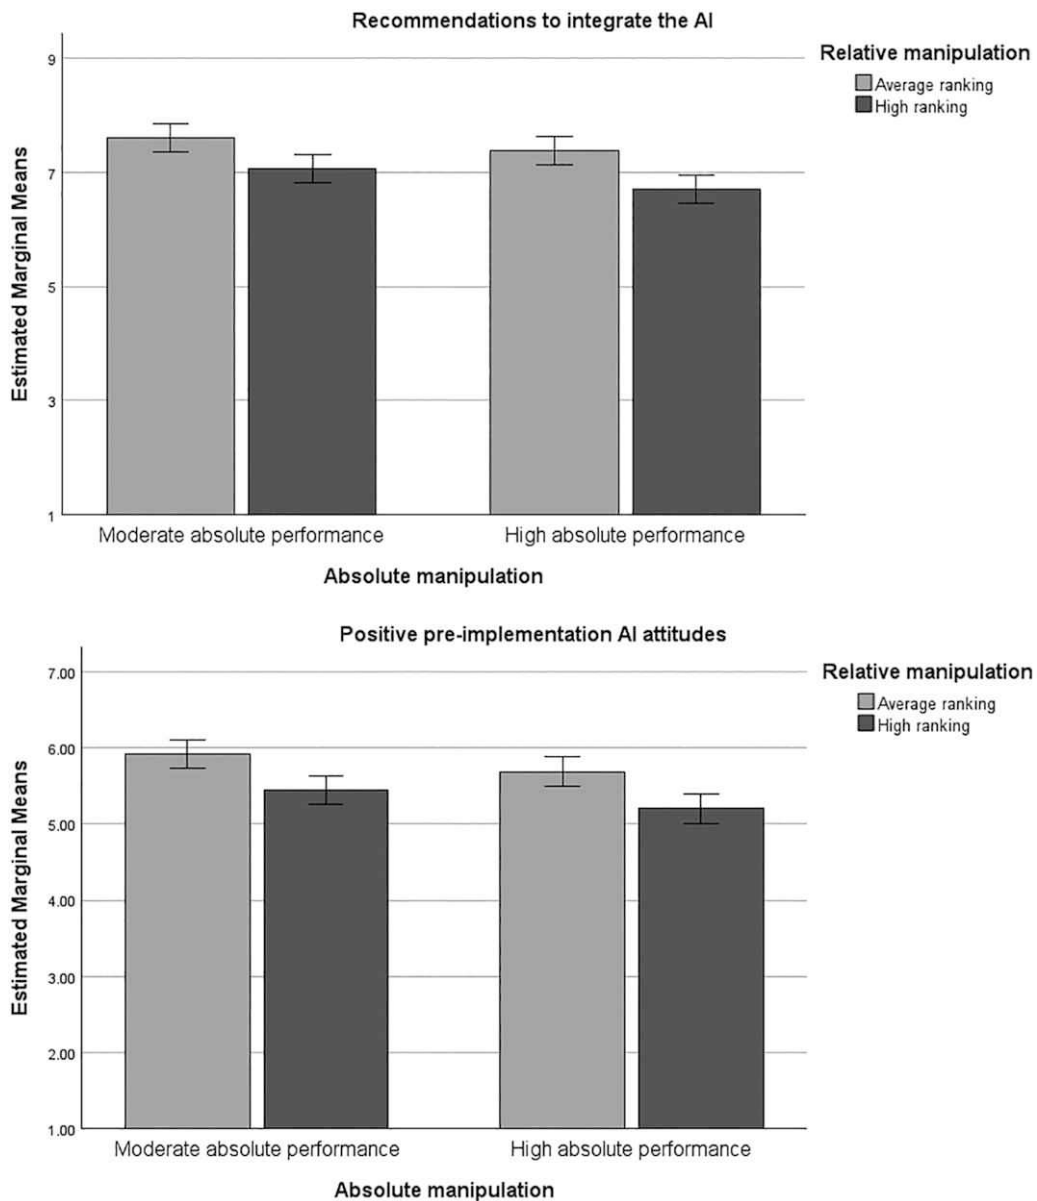 Recommendations to integrate the AI
Relative manipulation
Average ranking
High ranking
Estimated Marginal Means
9
7
5
3
1
Moderate absolute performance
High absolute performance
Absolute manipulation
Positive pre-implementation AI attitudes
Relative manipulation
Average ranking
High ranking
Estimated Marginal Means
7.00
6.00
5.00
4.00
3.00
2.00
1.00
Moderate absolute performance
High absolute performance
Absolute manipulation